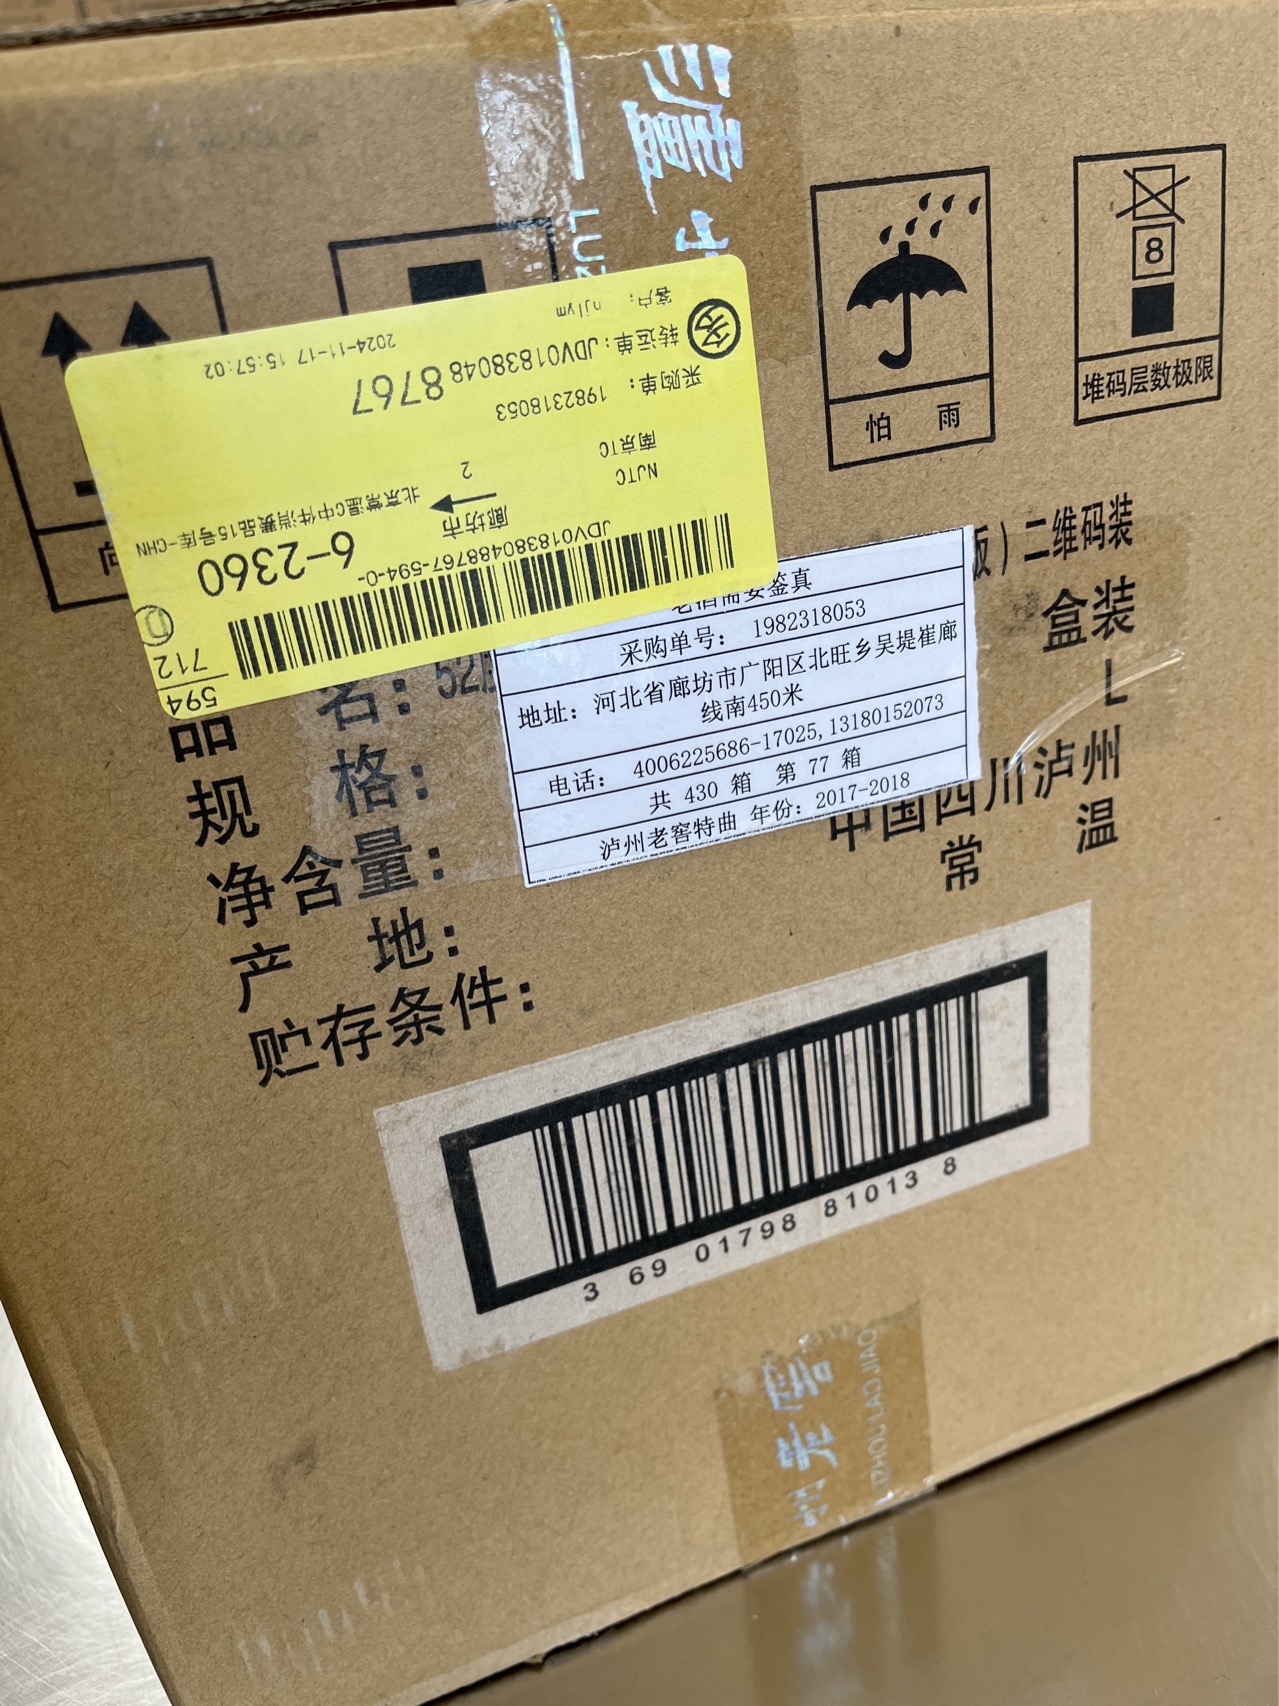 8
堆码层数极限
怕 雨
客户: njlym
转运单: JDV018380488767
2024-11-17 15:57:02
采购单: 1982318053
NJTC
南京TC
2
廊坊市
北京常温C中件消费品15号库-CHN
6-2360
JDV018380488767-594-0-
594
712
老酒需要鉴真
采购单号: 1982318053
地址: 河北省廊坊市广阳区北旺乡吴堤崔廊
线南450米
电话: 4006225686-17025,13180152073
共 430 箱 第 77 箱
泸州老窖特曲 年份: 2017-2018
版）二维码装
品 名:
盒装
规 格:
L
净含量:
产 地:
中国四川泸州
贮存条件:
常 温
3 69 01798 81013 8
LUZHOU LAO JIAO